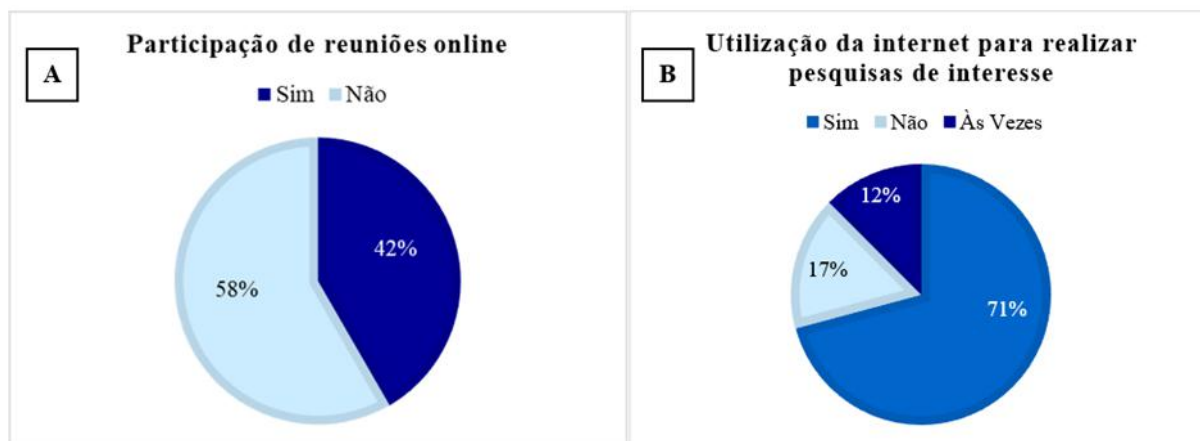 A
Participação de reuniões online
Sim Não
42%
58%
B
Utilização da internet para realizar
pesquisas de interesse
Sim Não Às Vezes
12%
17%
71%